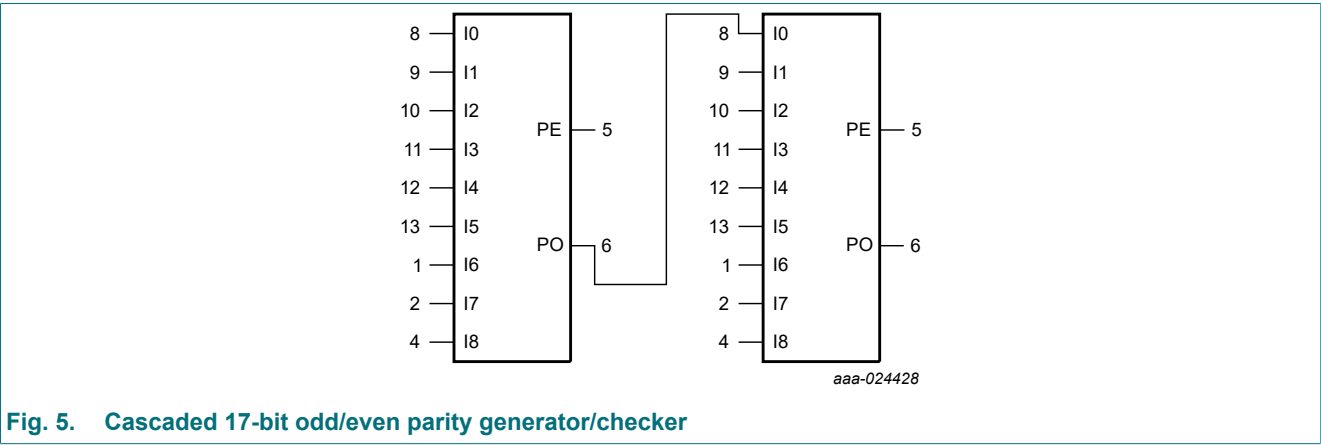 8 I0 8 I0
9 I1 9 I1
10 I2 10 I2
PE 5 PE 5
11 I3 11 I3
12 I4 12 I4
13 I5 13 I5
PO 6 PO 6
1 I6 1 I6
2 I7 2 I7
4 I8 4 I8
aaa-024428
Fig. 5. Cascaded 17-bit odd/even parity generator/checker